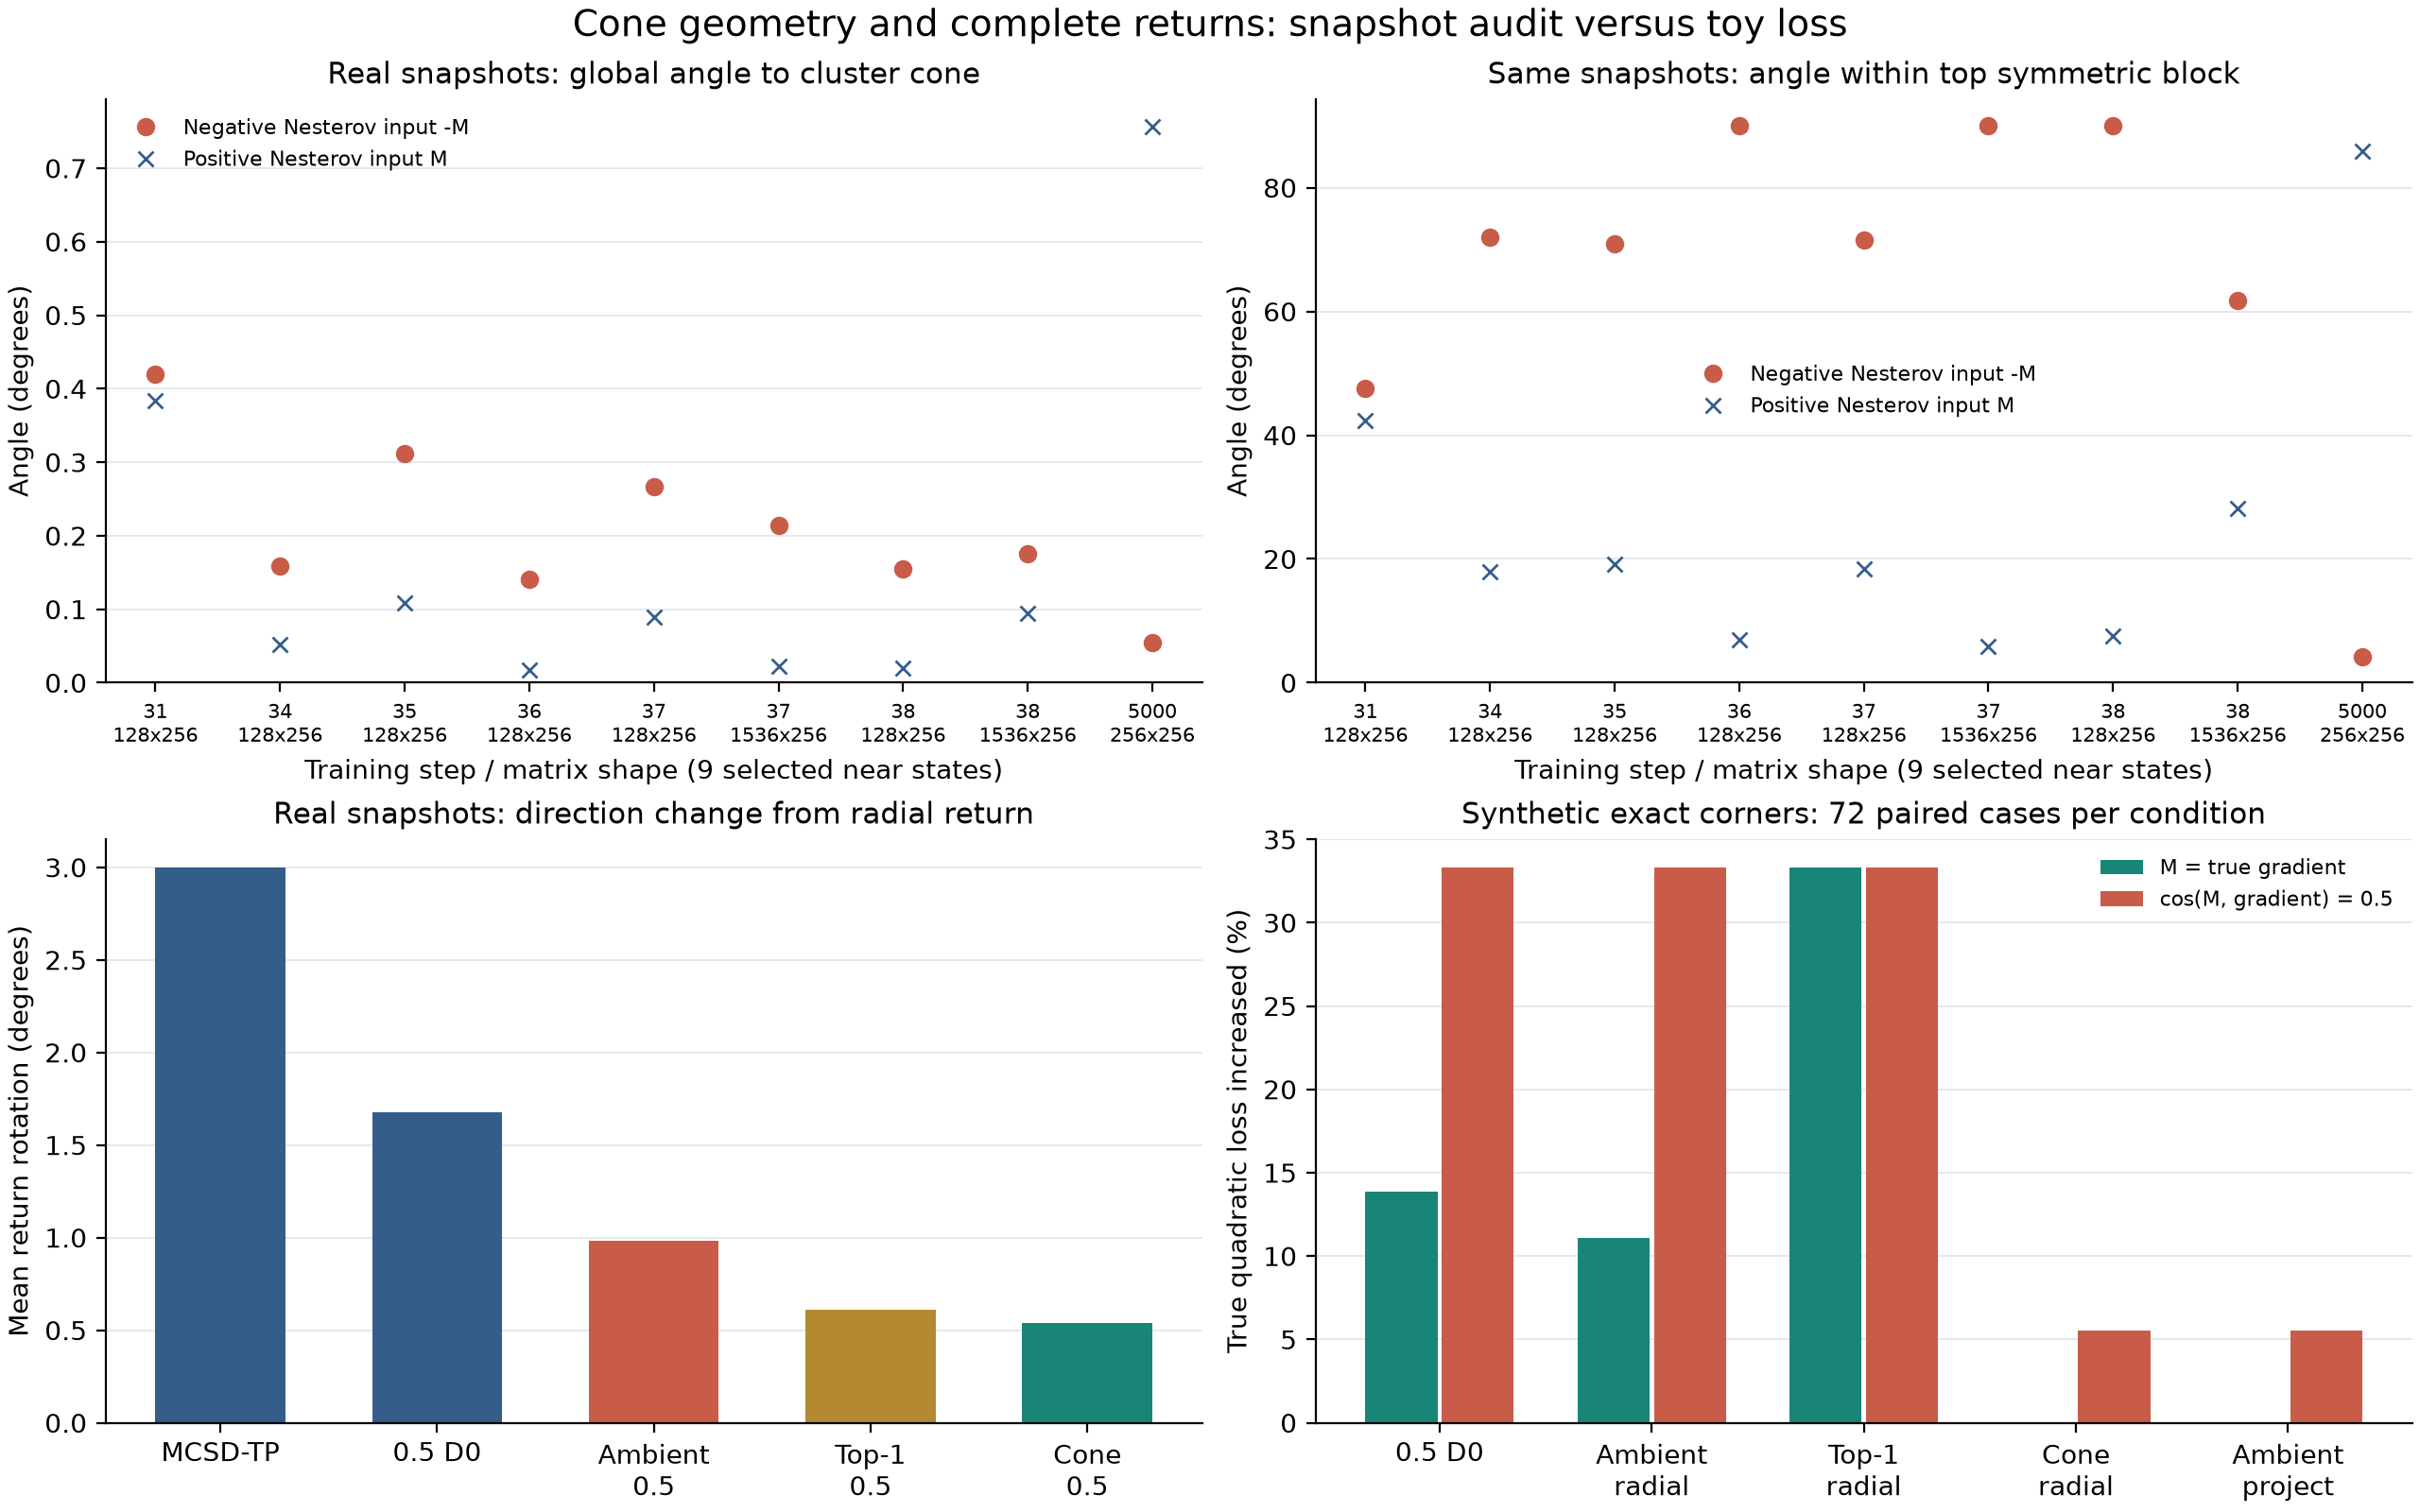 Cone geometry and complete returns: snapshot audit versus toy loss
Real snapshots: global angle to cluster cone
Negative Nesterov input -M
Positive Nesterov input M
Angle (degrees)
0.7
0.6
0.5
0.4
0.3
0.2
0.1
0.0
31 34 35 36 37 37 38 38 5000
128x256 128x256 128x256 128x256 128x256 1536x256 128x256 1536x256 256x256
Training step / matrix shape (9 selected near states)
Same snapshots: angle within top symmetric block
Negative Nesterov input -M
Positive Nesterov input M
Angle (degrees)
80
60
40
20
0
31 34 35 36 37 37 38 38 5000
128x256 128x256 128x256 128x256 128x256 1536x256 128x256 1536x256 256x256
Training step / matrix shape (9 selected near states)
Real snapshots: direction change from radial return
Mean return rotation (degrees)
3.0
2.5
2.0
1.5
1.0
0.5
0.0
MCSD-TP 0.5 D0 Ambient Top-1 Cone
0.5 0.5 0.5
Synthetic exact corners: 72 paired cases per condition
M = true gradient
cos(M, gradient) = 0.5
True quadratic loss increased (%)
35
30
25
20
15
10
5
0
0.5 D0 Ambient Top-1 Cone Ambient
radial radial radial project